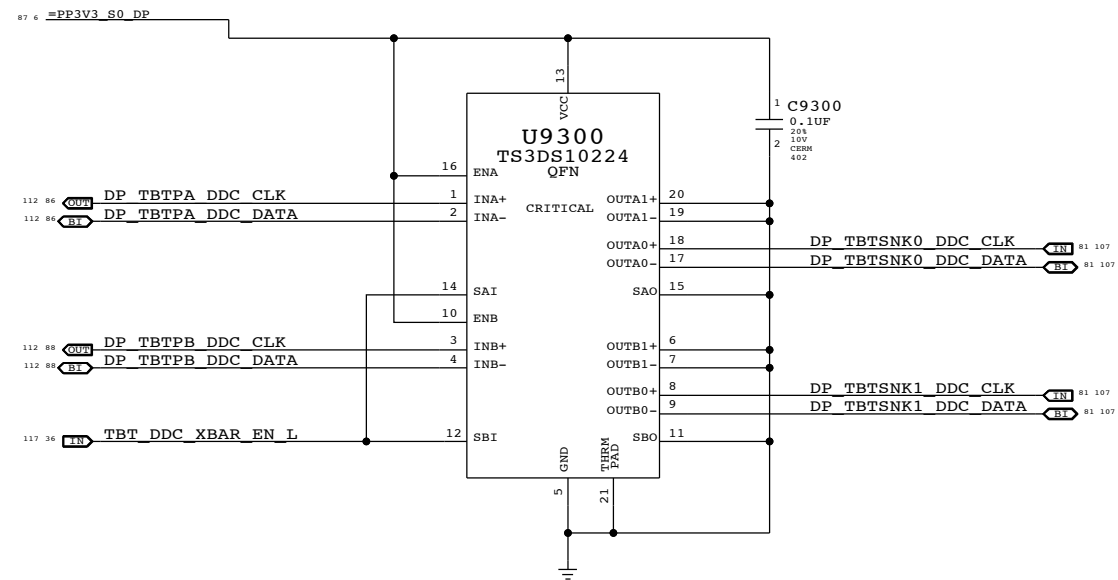 87 6 =PP3V3_S0_DP
13
VCC
1 C9300
0.1UF
20%
10V
CERM
402
2
U9300
TS3DS10224
QFN
CRITICAL
16 ENA
112 86 OUT DP_TBTPA_DDC_CLK 1 INA+ OUTA1+ 20
112 86 BI DP_TBTPA_DDC_DATA 2 INA- OUTA1- 19
OUTA0+ 18 DP_TBTSNK0_DDC_CLK IN 81 107
OUTA0- 17 DP_TBTSNK0_DDC_DATA BI 81 107
14 SAI SAO 15
10 ENB
112 88 OUT DP_TBTPB_DDC_CLK 3 INB+ OUTB1+ 6
112 88 BI DP_TBTPB_DDC_DATA 4 INB- OUTB1- 7
OUTB0+ 8 DP_TBTSNK1_DDC_CLK IN 81 107
OUTB0- 9 DP_TBTSNK1_DDC_DATA BI 81 107
117 36 IN TBT_DDC_XBAR_EN_L 12 SBI SBO 11
GND
THRM
PAD
5
21